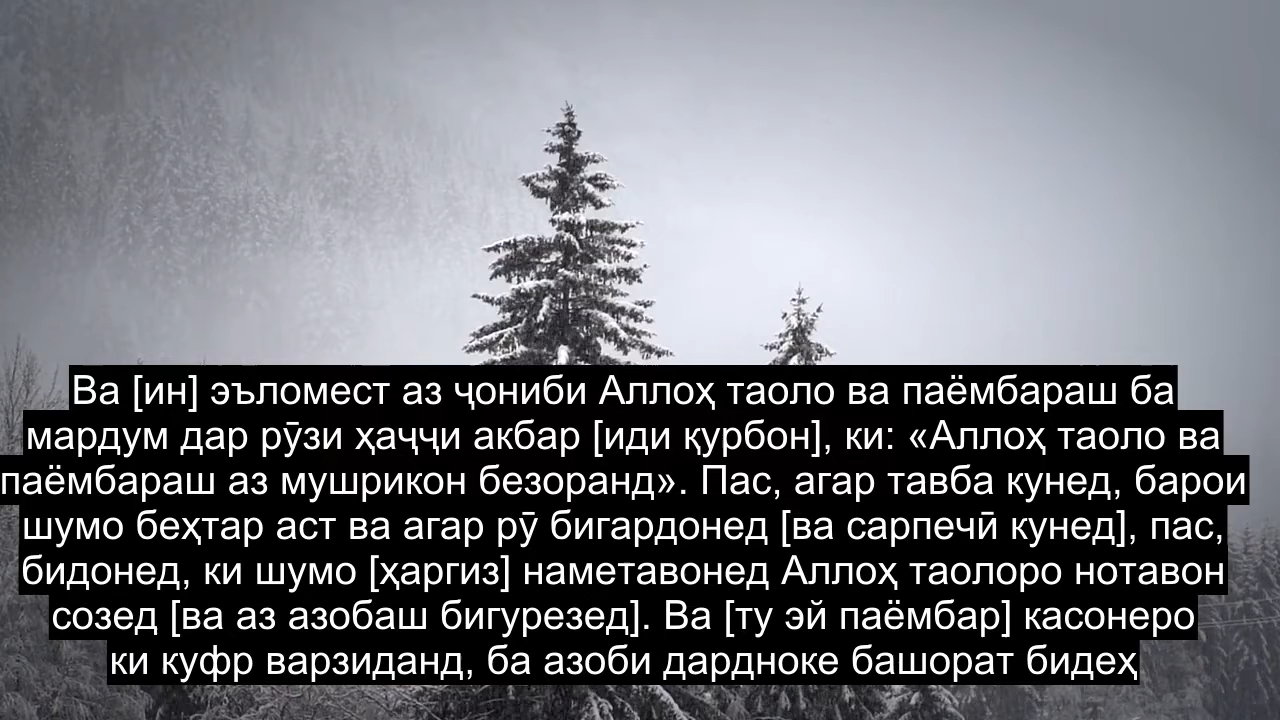 Ва [ин] эъломест аз ҷониби Аллоҳ таоло ва паёмбараш ба
мардум дар рӯзи ҳаҷҷи акбар [иди қурбон], ки: «Аллоҳ таоло ва
паёмбараш аз мушрикон безоранд». Пас, агар тавба кунед, барои
шумо беҳтар аст ва агар рӯ бигардонед [ва сарпечӣ кунед], пас,
бидонед, ки шумо [ҳаргиз] наметавонед Аллоҳ таолоро нотавон
созед [ва аз азобаш бигурезед]. Ва [ту эй паёмбар] касонеро
ки куфр варзиданд, ба азоби дардноке башорат бидеҳ